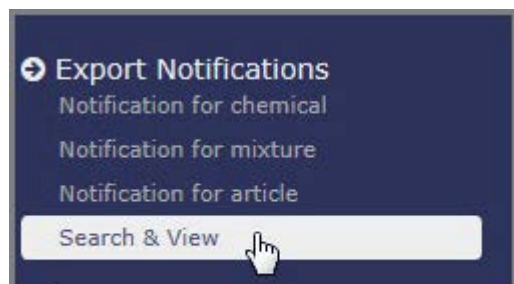 Export Notifications
Notification for chemical
Notification for mixture
Notification for article
Search & View